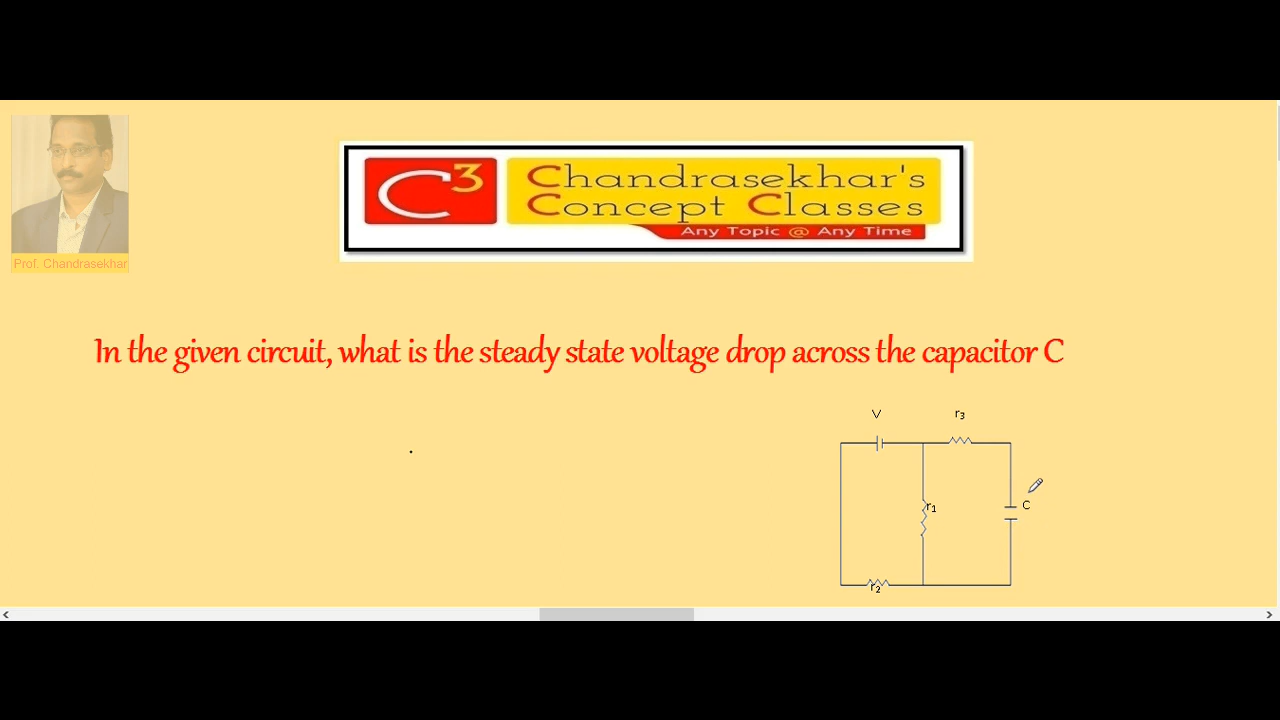 C3
Chandrasekhar's
Concept Classes
Any Topic @ Any Time
Prof. Chandrasekhar
In the given circuit, what is the steady state voltage drop across the capacitor C
V
r3
r1
C
r2